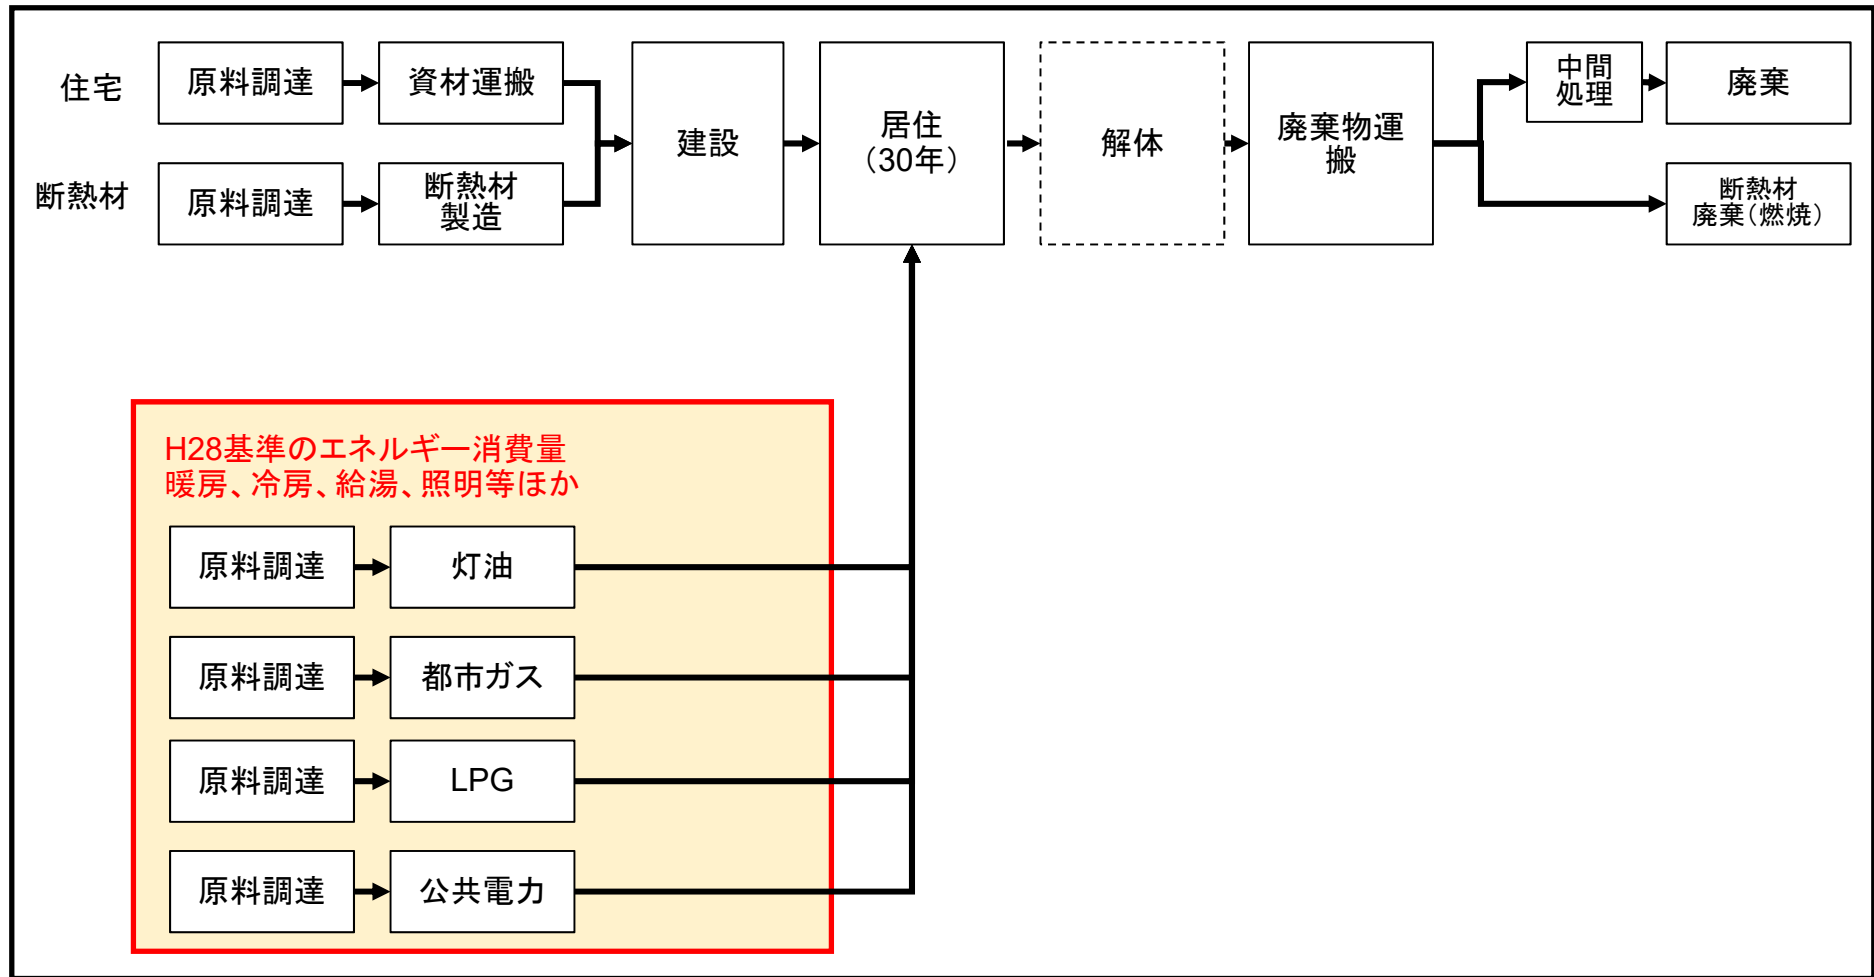 住宅
原料調達
資材運搬
断熱材
原料調達
断熱材
製造
建設
居住
（30年）
解体
廃棄物運
搬
中間
処理
廃棄
断熱材
廃棄（燃焼）
H28基準のエネルギー消費量
暖房、冷房、給湯、照明等ほか
原料調達
灯油
原料調達
都市ガス
原料調達
LPG
原料調達
公共電力